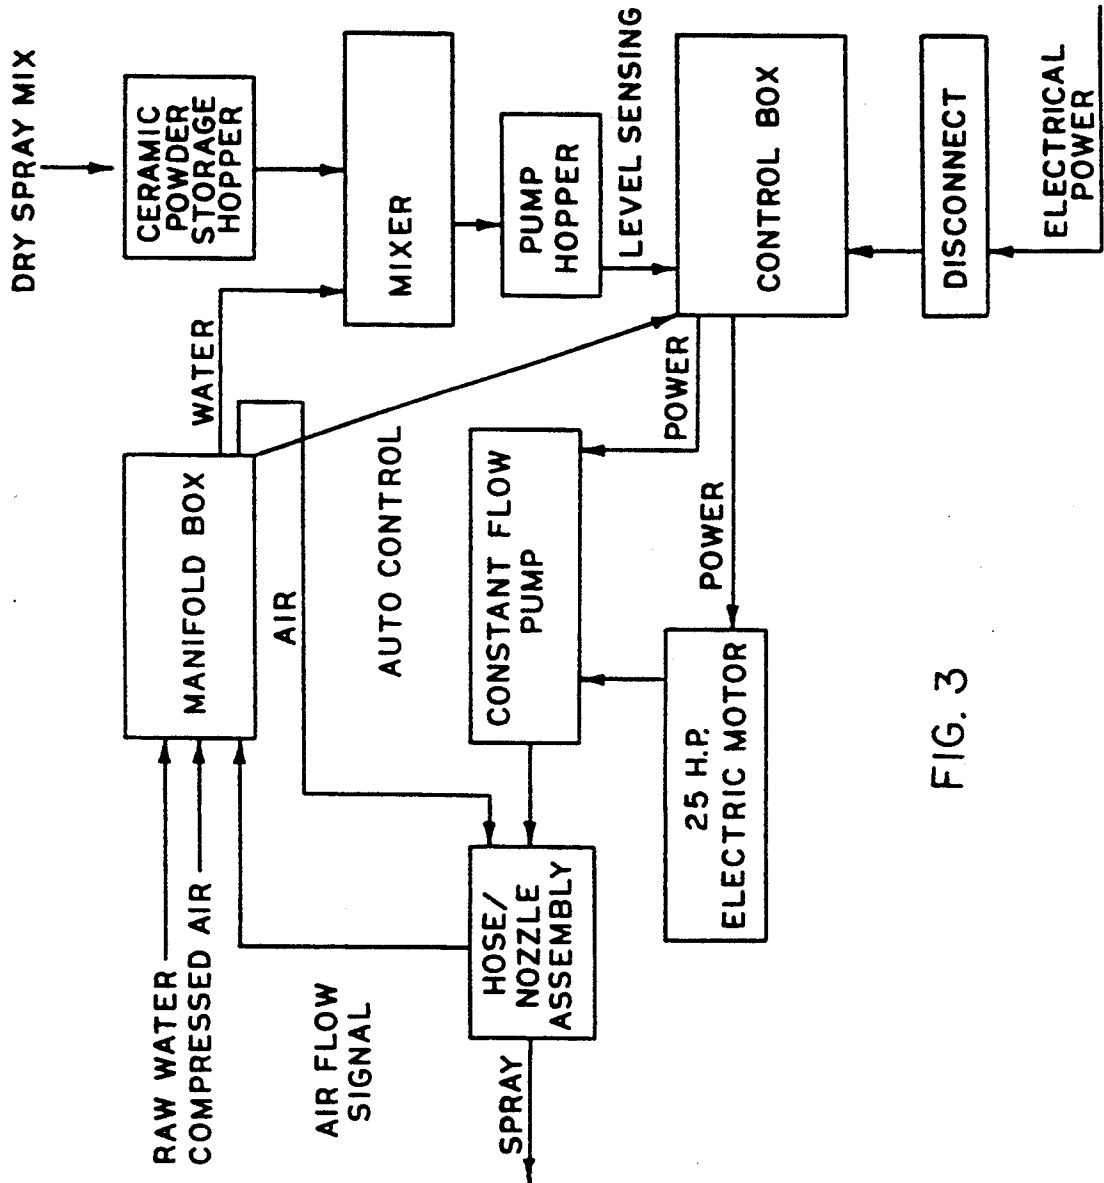 DRY SPRAY MIX
CERAMIC
POWDER
STORAGE
HOPPER
WATER
MIXER
PUMP
HOPPER
LEVEL SENSING
CONTROL BOX
DISCONNECT
ELECTRICAL
POWER
MANIFOLD BOX
AIR
AUTO CONTROL
POWER
CONSTANT FLOW
PUMP
POWER
25 H.P.
ELECTRIC MOTOR
RAW WATER
COMPRESSED AIR
AIR FLOW
SIGNAL
HOSE/
NOZZLE
ASSEMBLY
SPRAY
FIG. 3